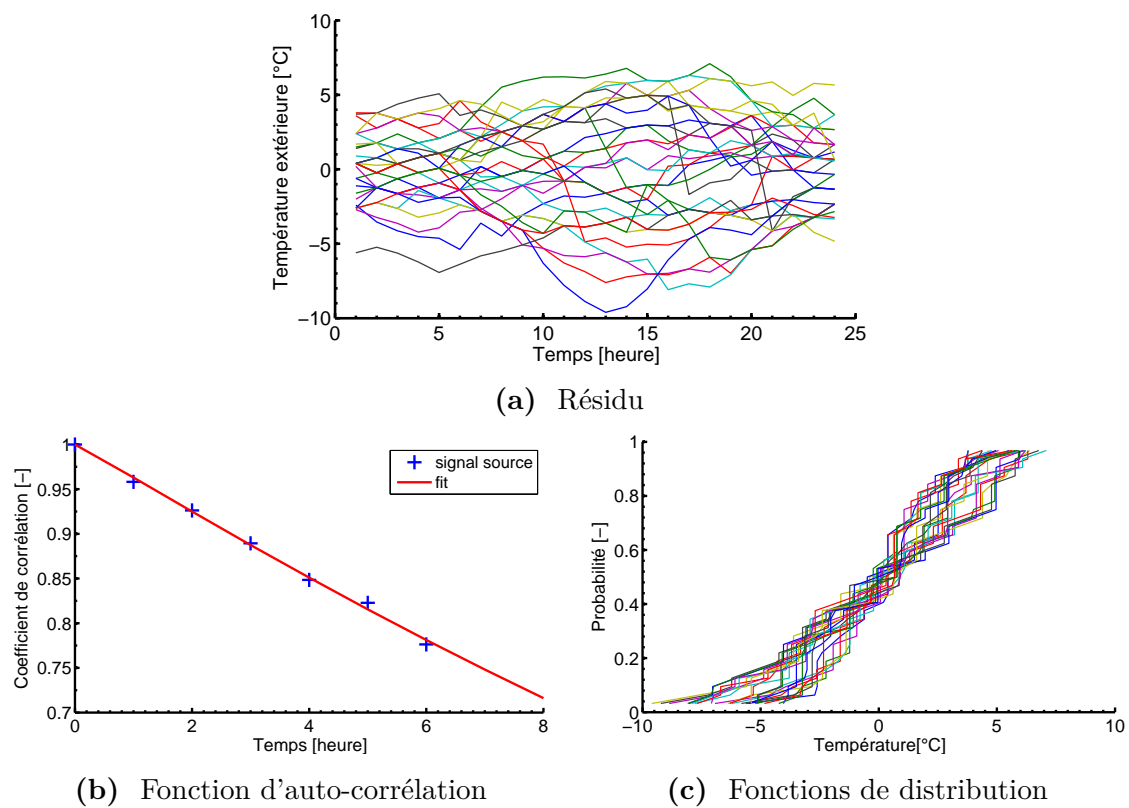 10
5
0
−5
−10
Température extérieure [°C]
0 5 10 15 20 25
Temps [heure]
(a) Résidu
1
0.95
0.9
0.85
0.8
0.75
0.7
Coefficient de corrélation [−]
signal source
fit
0 2 4 6 8
Temps [heure]
(b) Fonction d'auto-corrélation
1
0.8
0.6
0.4
0.2
0
Probabilité [−]
−10 −5 0 5 10
Température[°C]
(c) Fonctions de distribution